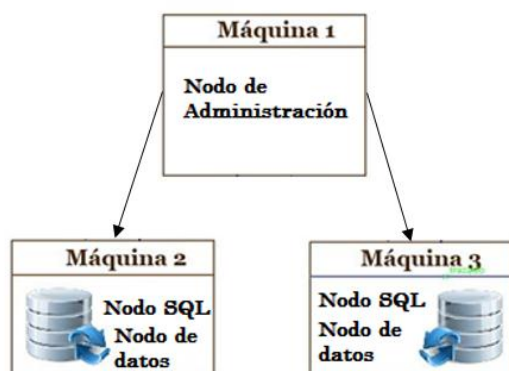 Máquina 1
Nodo de
Administración
Máquina 2
Nodo SQL
Nodo de
datos
Máquina 3
Nodo SQL
Nodo de
datos